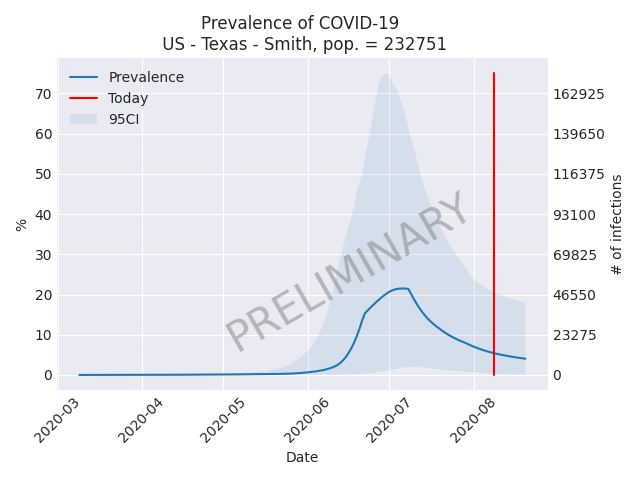 Prevalence of COVID-19
US - Texas - Smith, pop. = 232751
Prevalence
Today
95CI
%
70
60
50
40
30
20
10
0
162925
139650
116375
93100
69825
46550
23275
0
# of infections
PRELIMINARY
2020-03
2020-04
2020-05
2020-06
2020-07
2020-08
Date